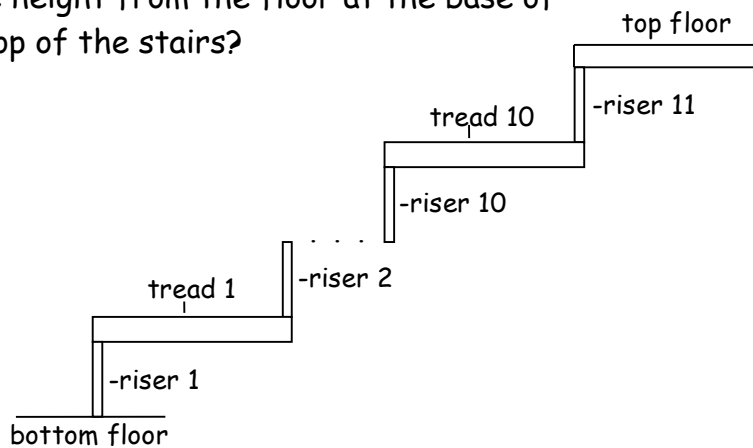 height from the floor at the base of
top of the stairs?
top floor
tread 10
-riser 11
-riser 10
-riser 2
tread 1
-riser 1
bottom floor